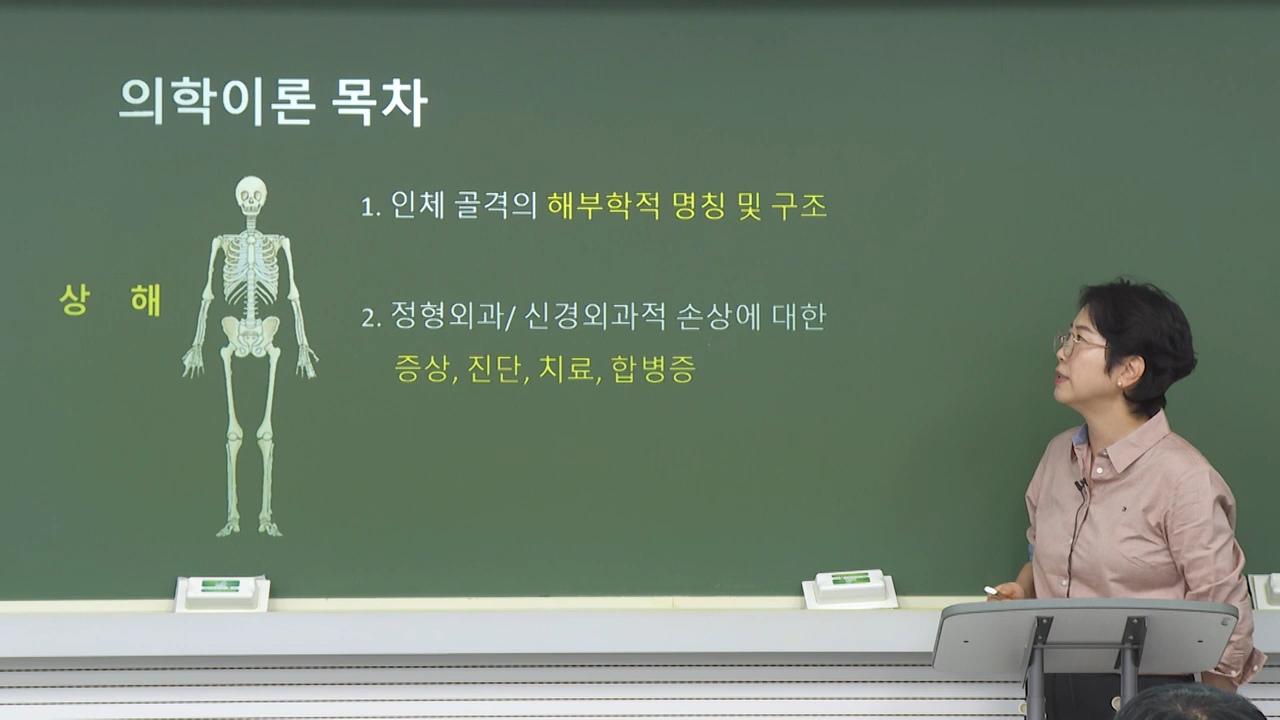 의학이론 목차
1. 인체 골격의 해부학적 명칭 및 구조
상 해
2. 정형외과/ 신경외과적 손상에 대한
증상, 진단, 치료, 합병증